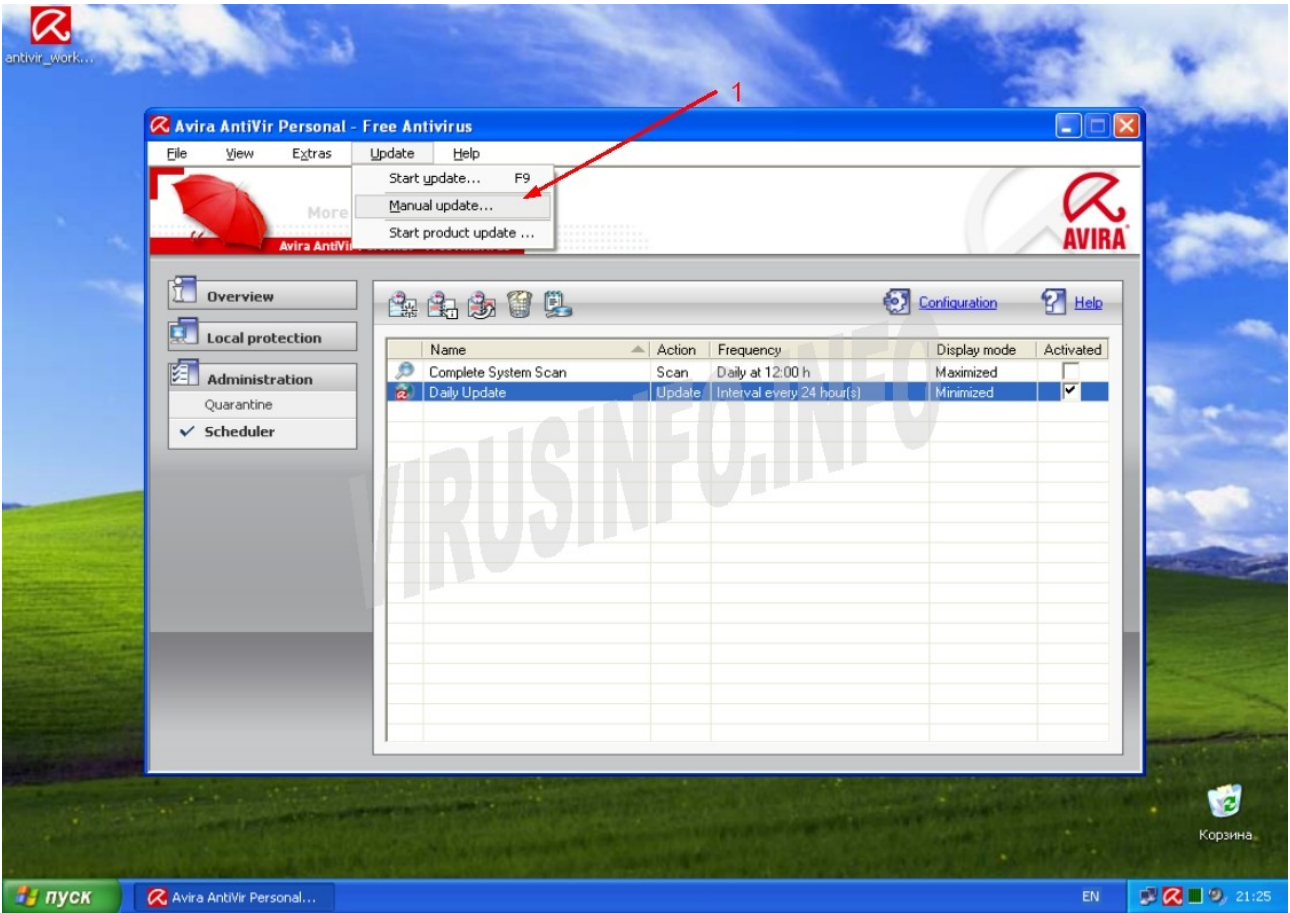 antivir_work...
1
Avira AntiVir Personal - Free Antivirus
File View Extras Update Help
Start update... F9
Manual update...
Start product update ...
More
Avira AntiVir
AVIRA
Overview
Configuration Help
Local protection
Name Action Frequency Display mode Activated
Complete System Scan Scan Daily at 12:00 h Maximized
Administration
Daily Update Update Interval every 24 hour(s) Minimized
Quarantine
Scheduler
VIRUSINFO.INFO
Корзина
пуск Avira AntiVir Personal... EN 21:25